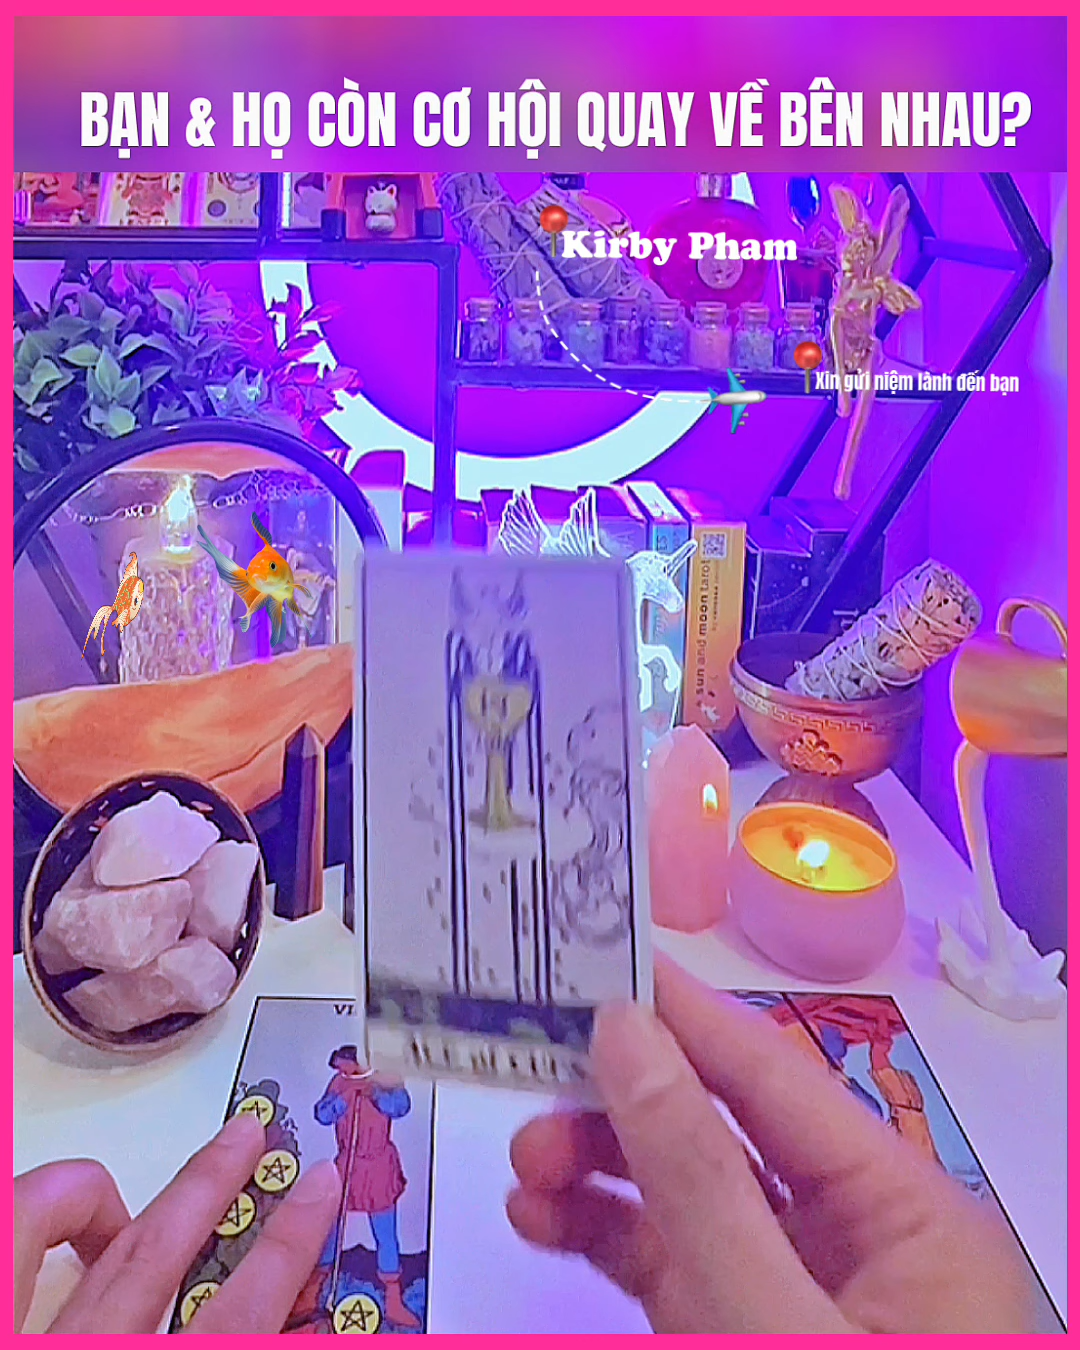 BẠN & HỌ CÒN CƠ HỘI QUAY VỀ BÊN NHAU?
Kirby Pham
Xin gửi niệm lành đến bạn
sun and moon tarot